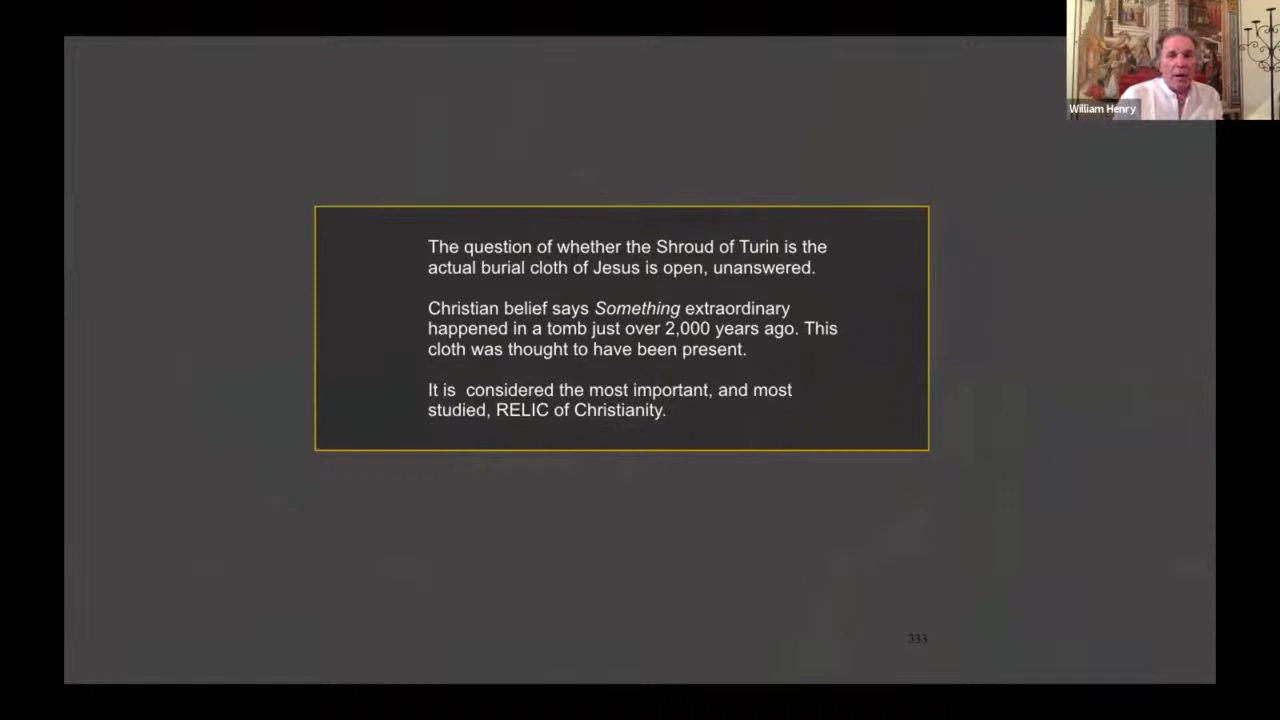 William Henry
The question of whether the Shroud of Turin is the
actual burial cloth of Jesus is open, unanswered.
Christian belief says Something extraordinary
happened in a tomb just over 2,000 years ago. This
cloth was thought to have been present.
It is  considered the most important, and most
studied, RELIC of Christianity.
333